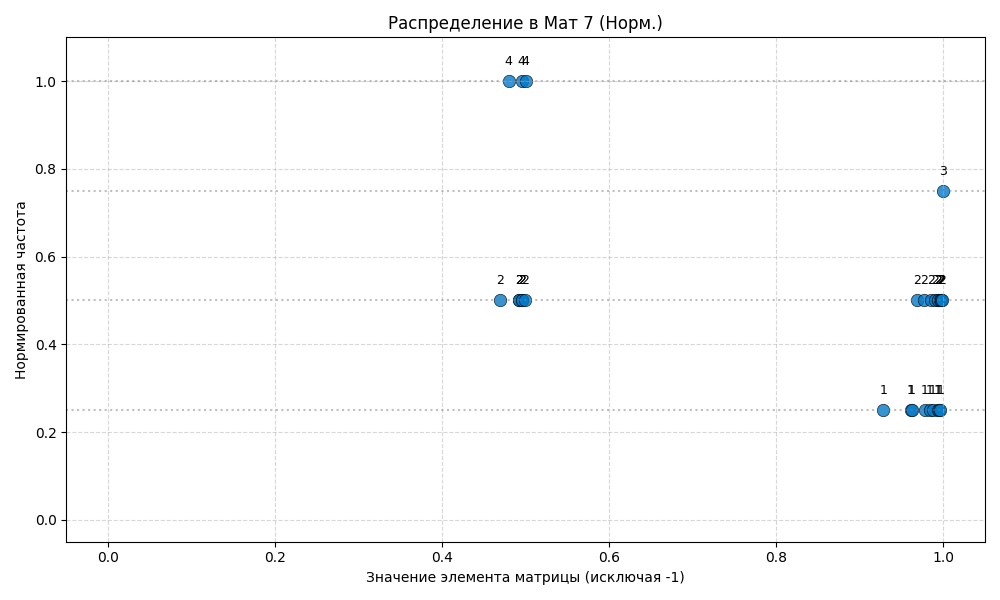 Распределение в Мат 7 (Норм.)
4 4 4
1.0
3
0.8
0.6
2 2 2 2 2 2 2 2 2
0.4
1 1 1 1 1 1 1
0.2
0.0
0.0 0.2 0.4 0.6 0.8 1.0
Нормированная частота
Значение элемента матрицы (исключая -1)